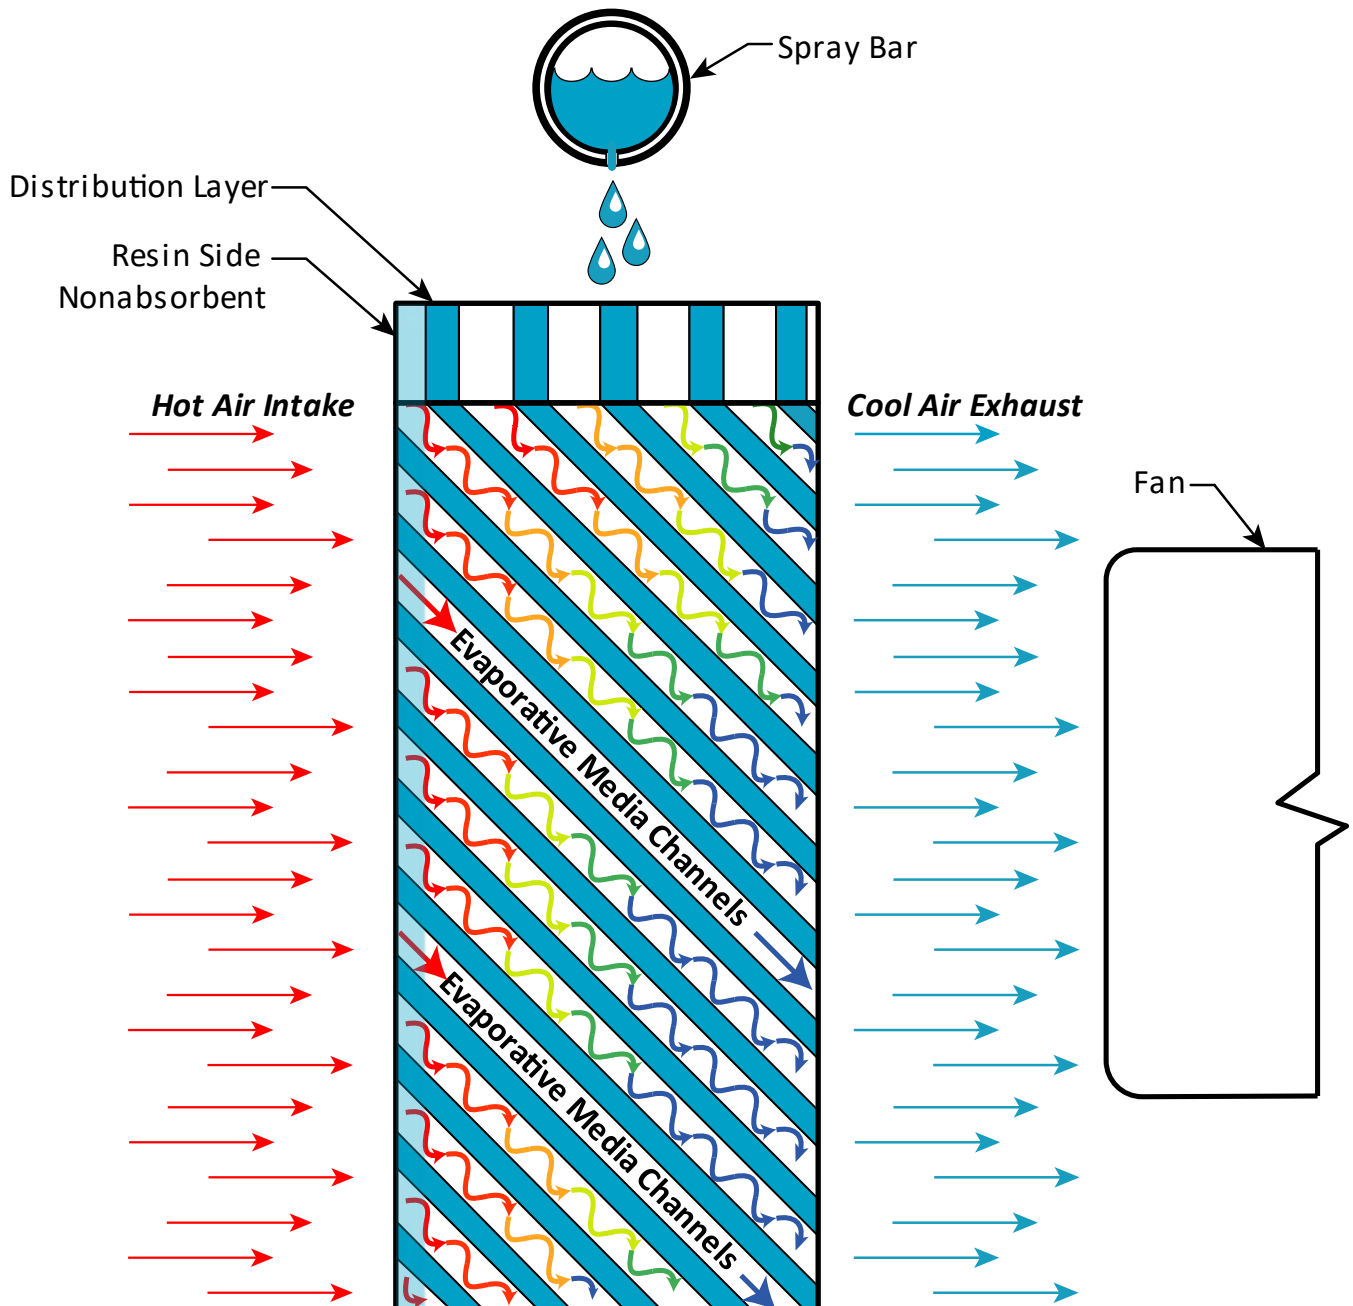 Spray Bar
Distribution Layer
Resin Side
Nonabsorbent
Hot Air Intake
Cool Air Exhaust
Fan
Evaporative Media Channels
Evaporative Media Channels